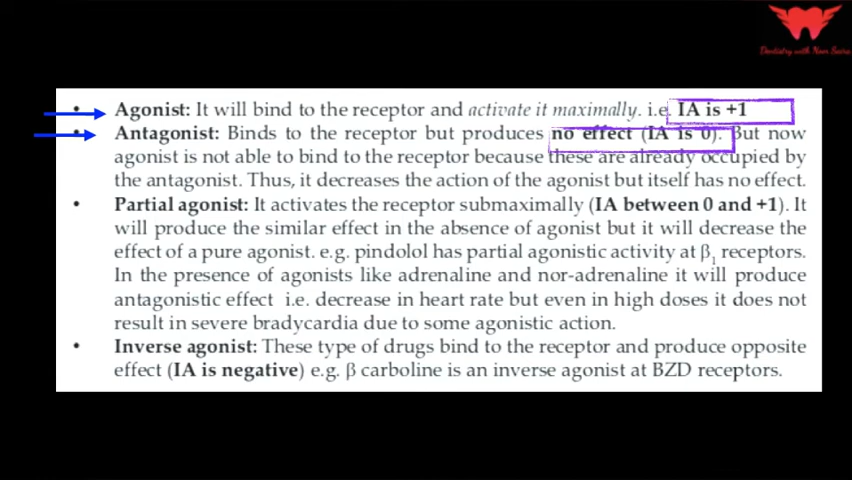 Dentistry with Nam Seera
• Agonist: It will bind to the receptor and activate it maximally. i.e. IA is +1
• Antagonist: Binds to the receptor but produces no effect (IA is 0). But now
agonist is not able to bind to the receptor because these are already occupied by
the antagonist. Thus, it decreases the action of the agonist but itself has no effect.
• Partial agonist: It activates the receptor submaximally (IA between 0 and +1). It
will produce the similar effect in the absence of agonist but it will decrease the
effect of a pure agonist. e.g. pindolol has partial agonistic activity at β₁ receptors.
In the presence of agonists like adrenaline and nor-adrenaline it will produce
antagonistic effect i.e. decrease in heart rate but even in high doses it does not
result in severe bradycardia due to some agonistic action.
• Inverse agonist: These type of drugs bind to the receptor and produce opposite
effect (IA is negative) e.g. β carboline is an inverse agonist at BZD receptors.